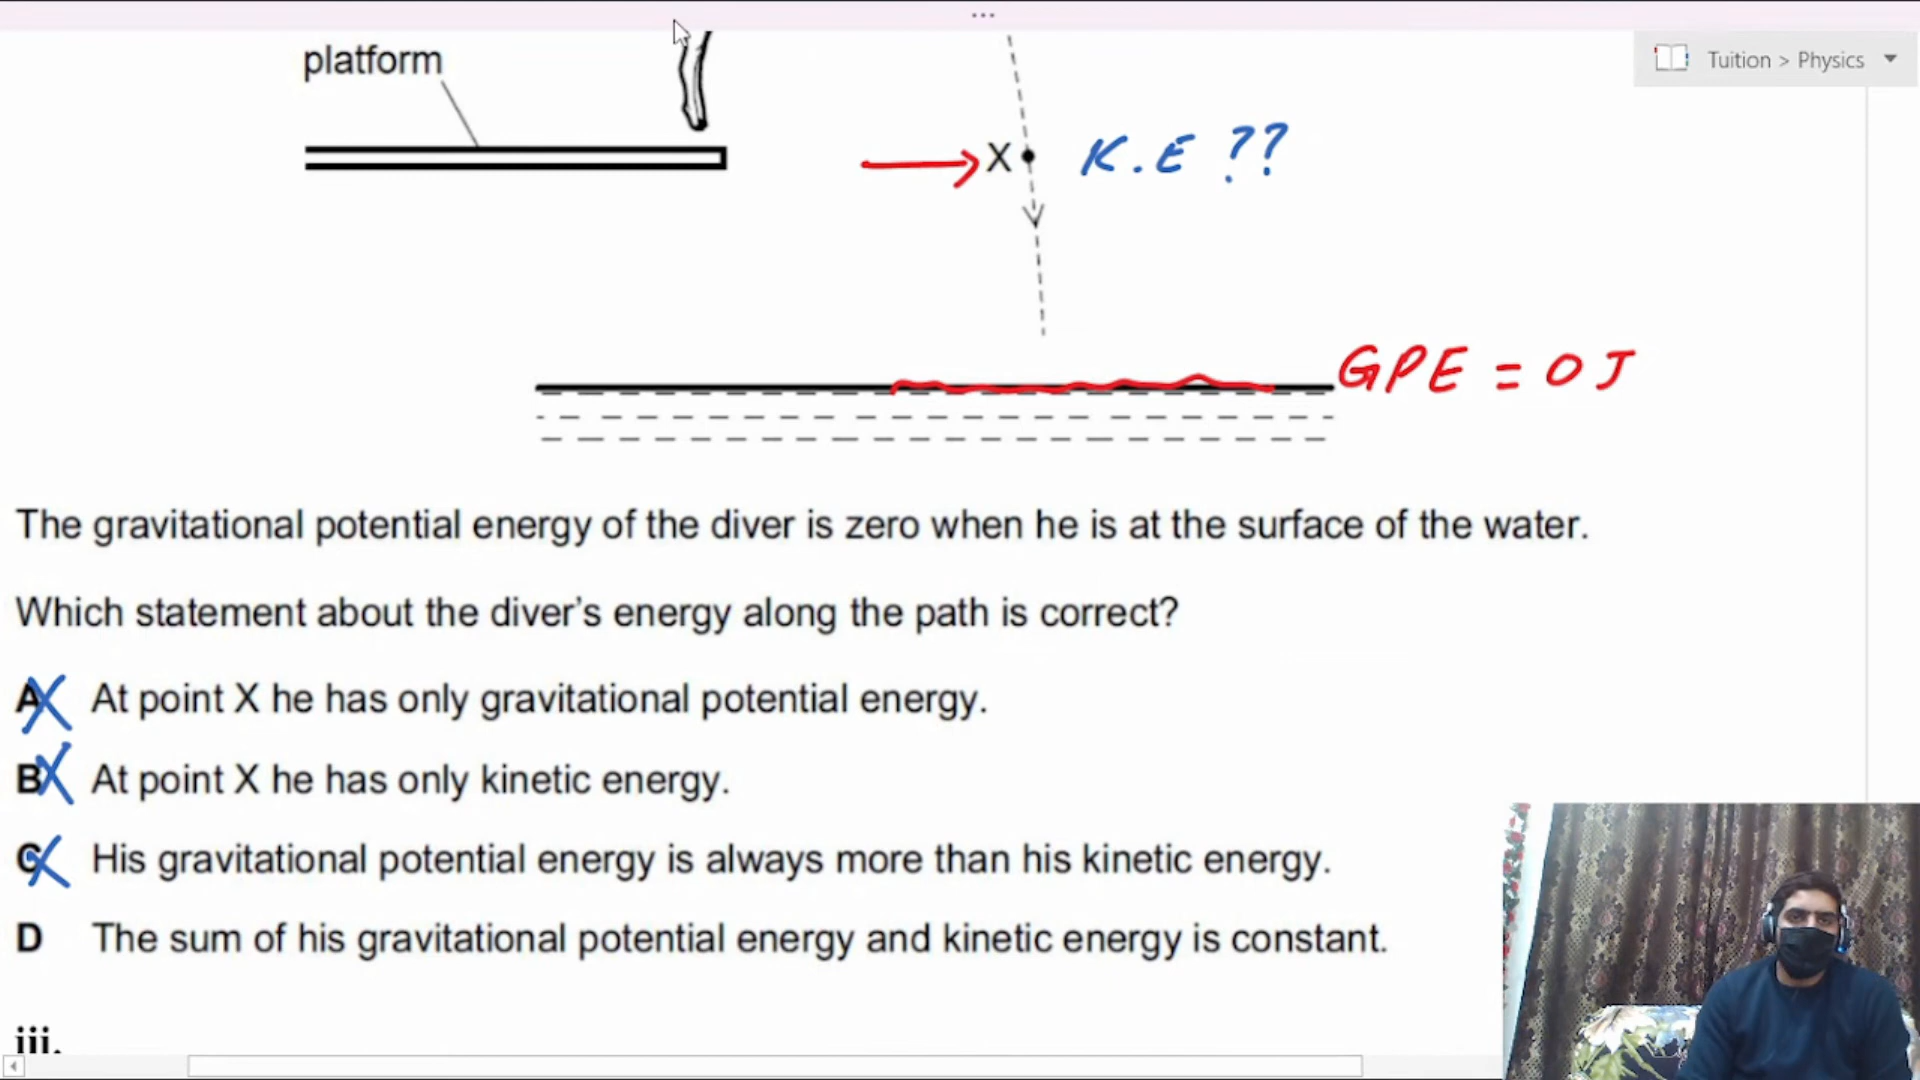 ...
platform
Tuition > Physics
X K.E ??
GPE = 0 J
The gravitational potential energy of the diver is zero when he is at the surface of the water.
Which statement about the diver's energy along the path is correct?
A At point X he has only gravitational potential energy.
B At point X he has only kinetic energy.
C His gravitational potential energy is always more than his kinetic energy.
D The sum of his gravitational potential energy and kinetic energy is constant.
iii.